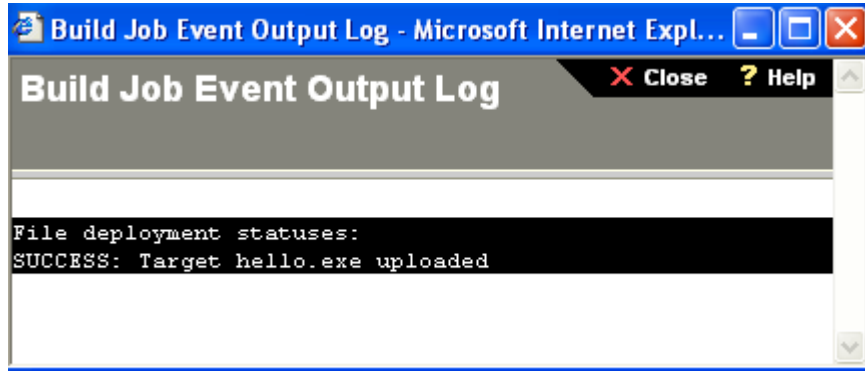 Build Job Event Output Log - Microsoft Internet Expl...
Build Job Event Output Log
Close
? Help
File deployment statuses:
SUCCESS: Target hello.exe uploaded